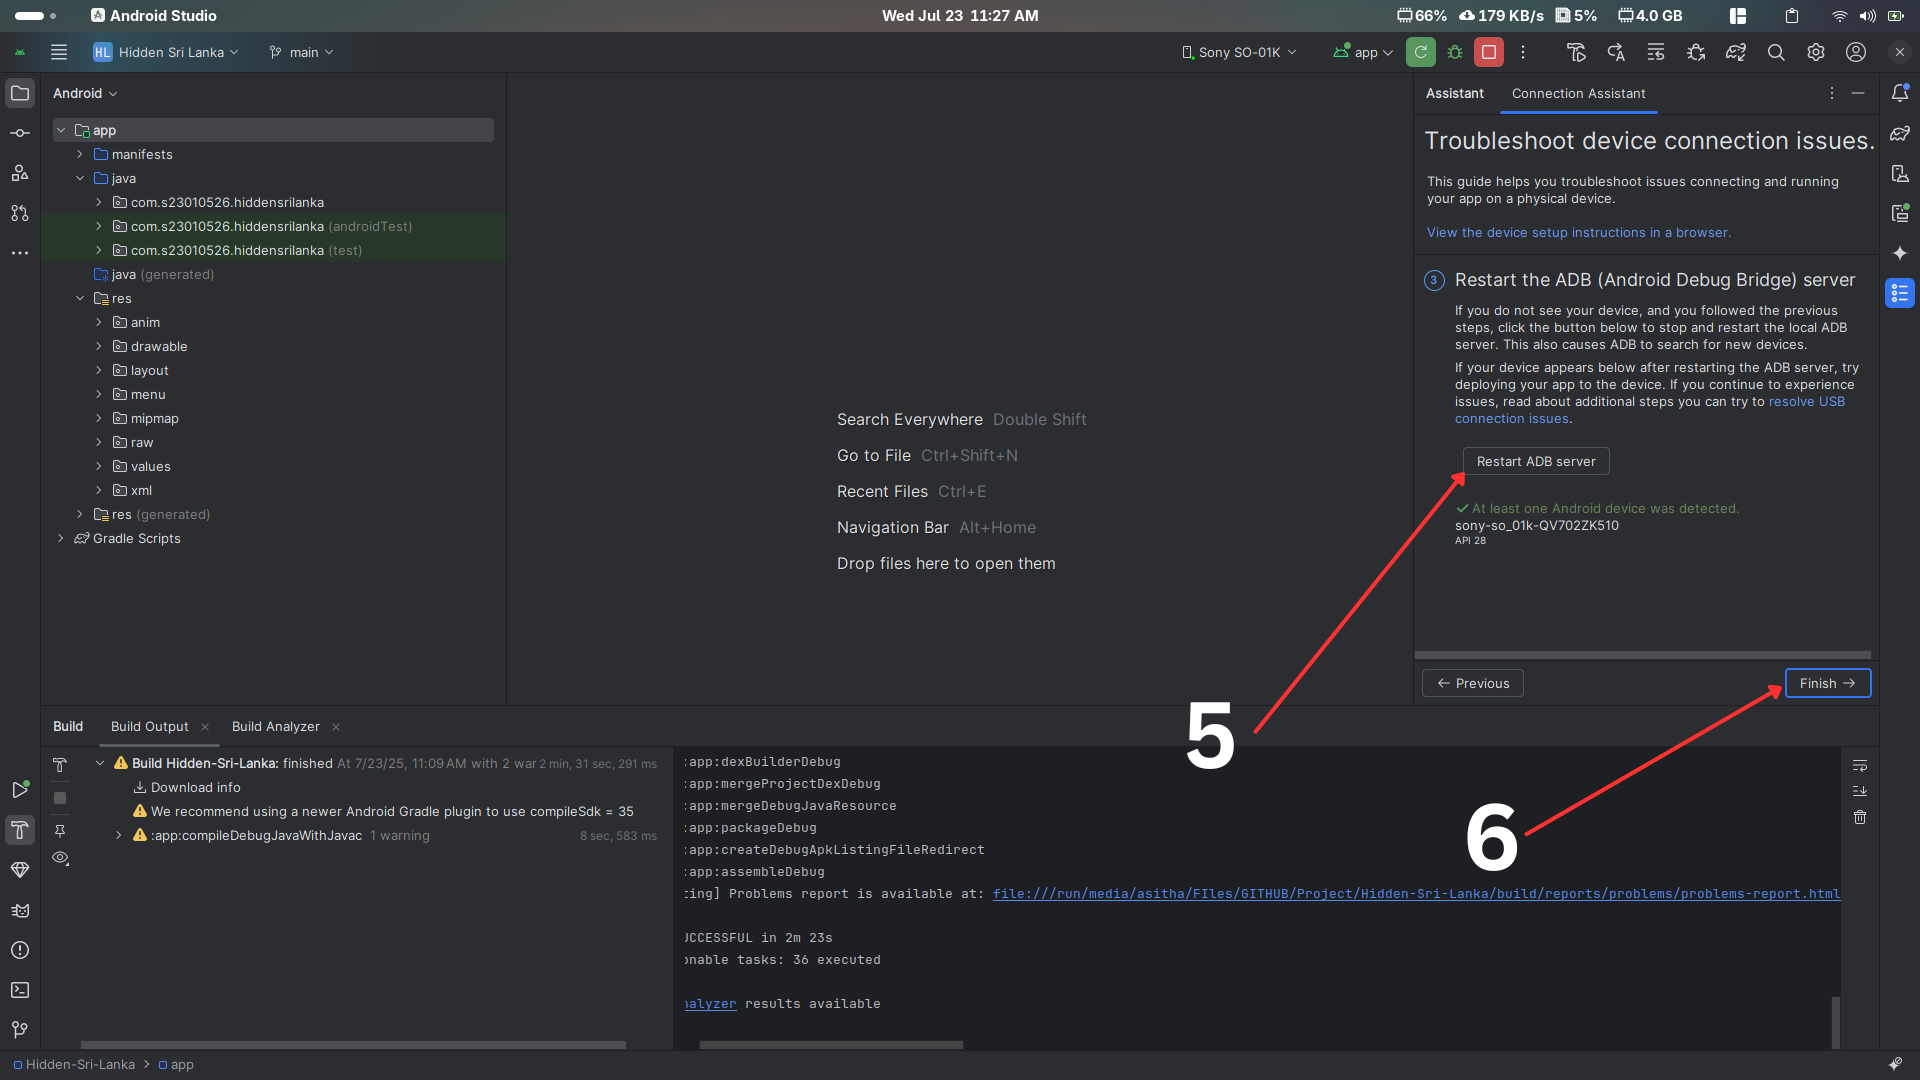 Android Studio
Wed Jul 23 11:27 AM
66% 179 KB/s 5% 4.0 GB
HL Hidden Sri Lanka main
Sony SO-01K app
Android
app
manifests
java
com.s23010526.hiddensrilanka
com.s23010526.hiddensrilanka (androidTest)
com.s23010526.hiddensrilanka (test)
java (generated)
res
anim
drawable
layout
menu
mipmap
raw
values
xml
res (generated)
Gradle Scripts
Search Everywhere Double Shift
Go to File Ctrl+Shift+N
Recent Files Ctrl+E
Navigation Bar Alt+Home
Drop files here to open them
Assistant Connection Assistant
Troubleshoot device connection issues.
This guide helps you troubleshoot issues connecting and running
your app on a physical device.
View the device setup instructions in a browser.
3 Restart the ADB (Android Debug Bridge) server
If you do not see your device, and you followed the previous
steps, click the button below to stop and restart the local ADB
server. This also causes ADB to search for new devices.
If your device appears below after restarting the ADB server, try
deploying your app to the device. If you continue to experience
issues, read about additional steps you can try to resolve USB
connection issues.
Restart ADB server
At least one Android device was detected.
sony-so_01k-QV702ZK510
API 28
Previous
Finish
5
6
Build Build Output Build Analyzer
Build Hidden-Sri-Lanka: finished At 7/23/25, 11:09 AM with 2 war 2 min, 31 sec, 291 ms
Download info
We recommend using a newer Android Gradle plugin to use compileSdk = 35
:app:compileDebugJavaWithJavac 1 warning 8 sec, 583 ms
:app:dexBuilderDebug
:app:mergeProjectDexDebug
:app:mergeDebugJavaResource
:app:packageDebug
:app:createDebugApkListingFileRedirect
:app:assembleDebug
ting] Problems report is available at: file:///run/media/asitha/FIles/GITHUB/Project/Hidden-Sri-Lanka/build/reports/problems/problems-report.html
UCCESSFUL in 2m 23s
onable tasks: 36 executed
nalyzer results available
Hidden-Sri-Lanka > app